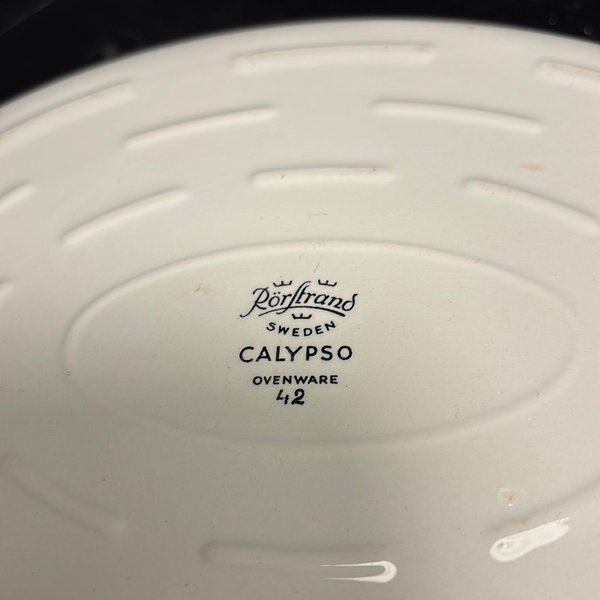 Rörstrand
SWEDEN
CALYPSO
OVENWARE
42